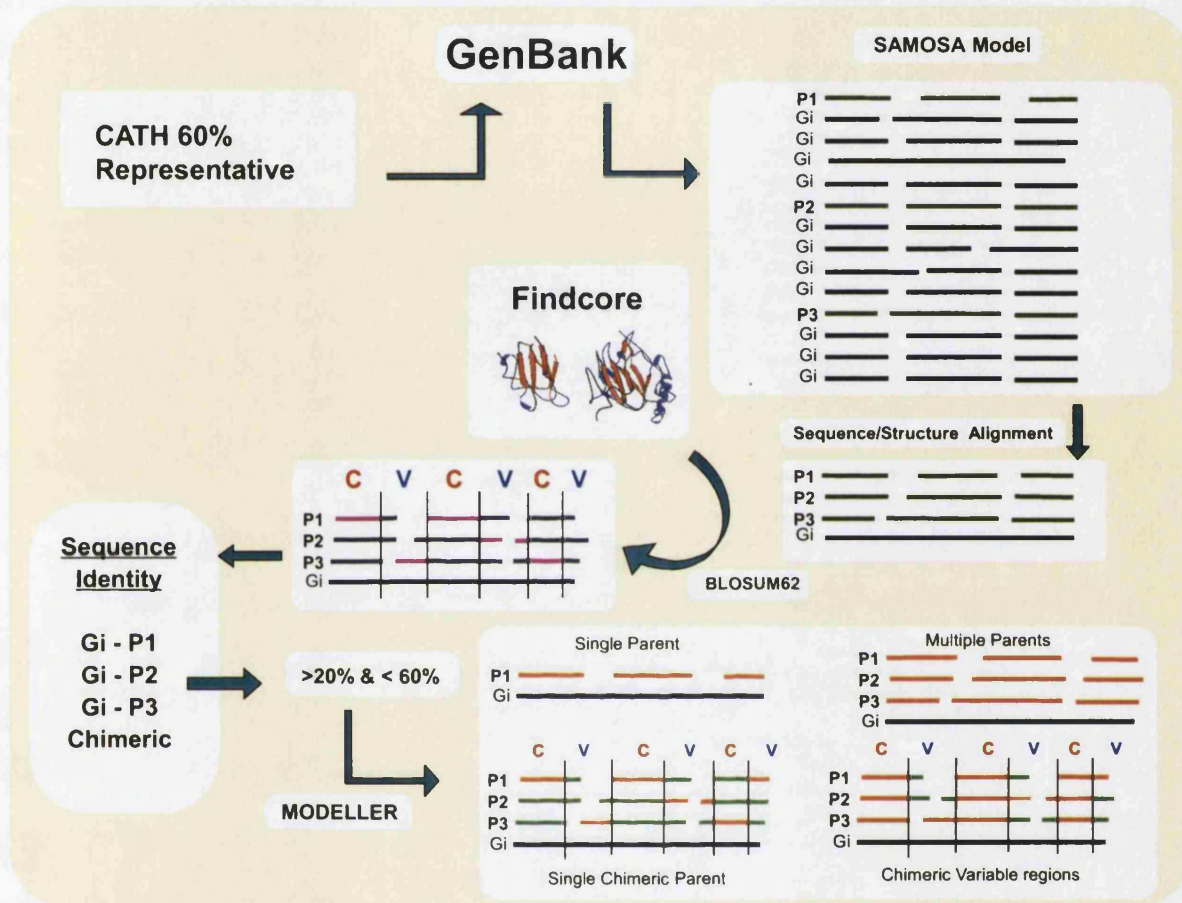 GenBank
SAMOSA Model
CATH 60%
Representative
P1
Gi
Gi
Gi
Gi
P2
Gi
Gi
Gi
Gi
P3
Gi
Gi
Gi
Findcore
Sequence/Structure Alignment
P1
P2
P3
Gi
C V C V C V
P1
P2
P3
Gi
BLOSUM62
Sequence
Identity
Gi - P1
Gi - P2
Gi - P3
Chimeric
>20% & < 60%
MODELLER
Single Parent
P1
Gi
Multiple Parents
P1
P2
P3
Gi
C V C V C V
P1
P2
P3
Gi
Single Chimeric Parent
C V C V C V
P1
P2
P3
Gi
Chimeric Variable regions